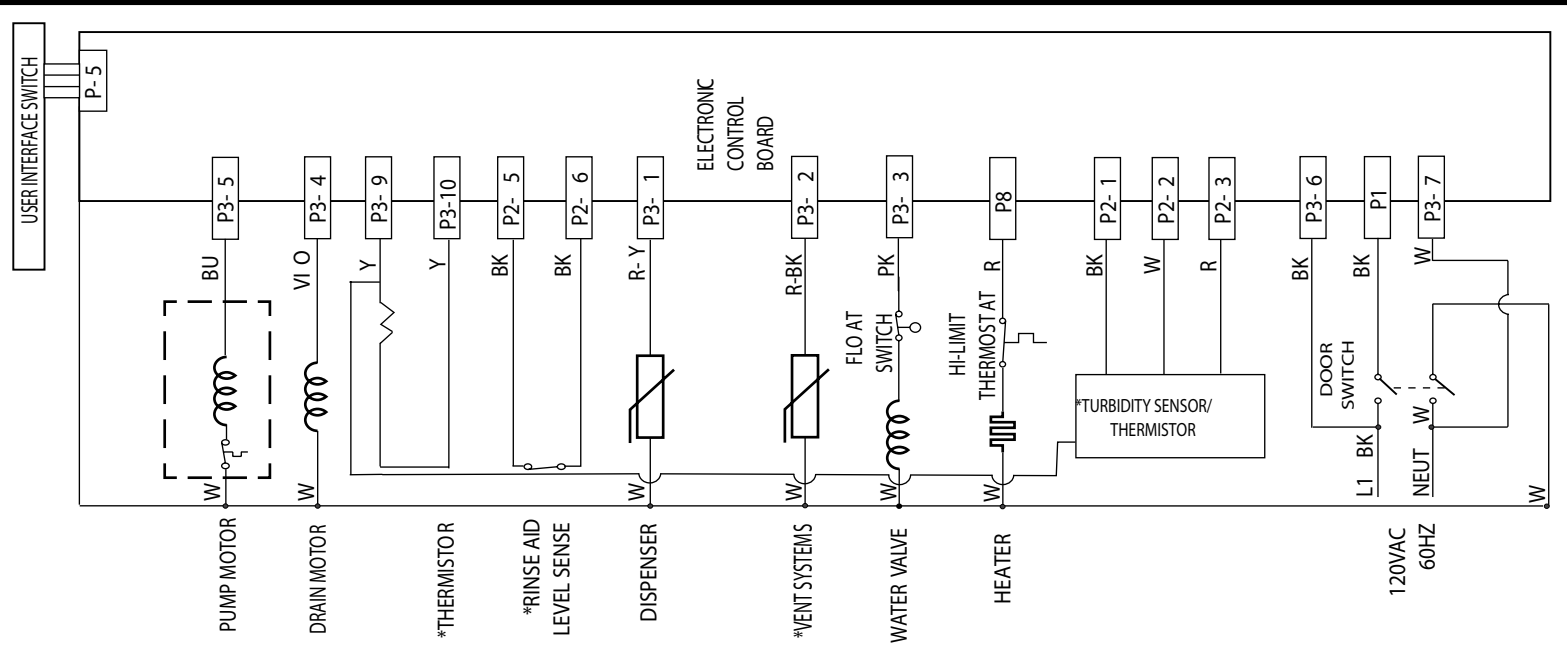 USER INTERFACE SWITCH
P- 5
ELECTRONIC
CONTROL
BOARD
P3- 5
P3- 4
P3- 9
P3-10
P2- 5
P2- 6
P3- 1
P3- 2
P3- 3
P8
P2- 1
P2- 2
P2- 3
P3- 6
P1
P3- 7
BU
VI O
Y
Y
BK
BK
R- Y
R-BK
PK
R
BK
W
R
BK
BK
W
FLO AT
SWITCH
HI-LIMIT
THERMOST AT
*TURBIDITY SENSOR/
THERMISTOR
DOOR
SWITCH
BK
W
L1
NEUT
W
W
W
W
W
W
W
PUMP MOTOR
DRAIN MOTOR
*THERMISTOR
*RINSE AID
LEVEL SENSE
DISPENSER
*VENT SYSTEMS
WATER VALVE
HEATER
120VAC
60HZ